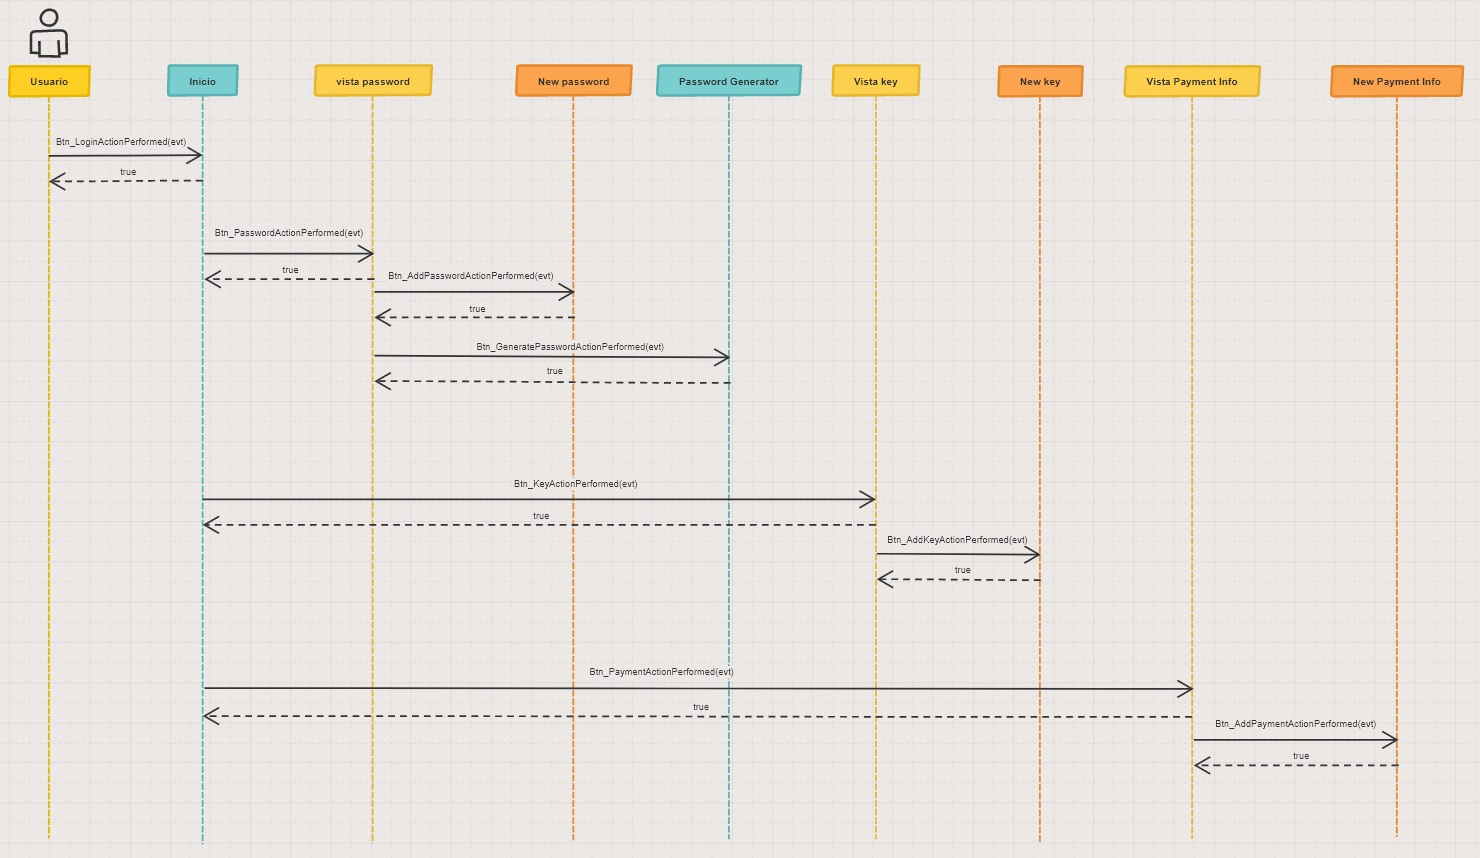 Usuario
Inicio
vista password
New password
Password Generator
Vista key
New key
Vista Payment Info
New Payment Info
Btn_LoginActionPerformed(evt)
true
Btn_PasswordActionPerformed(evt)
true
Btn_AddPasswordActionPerformed(evt)
true
Btn_GeneratePasswordActionPerformed(evt)
true
Btn_KeyActionPerformed(evt)
true
Btn_AddKeyActionPerformed(evt)
true
Btn_PaymentActionPerformed(evt)
true
Btn_AddPaymentActionPerformed(evt)
true